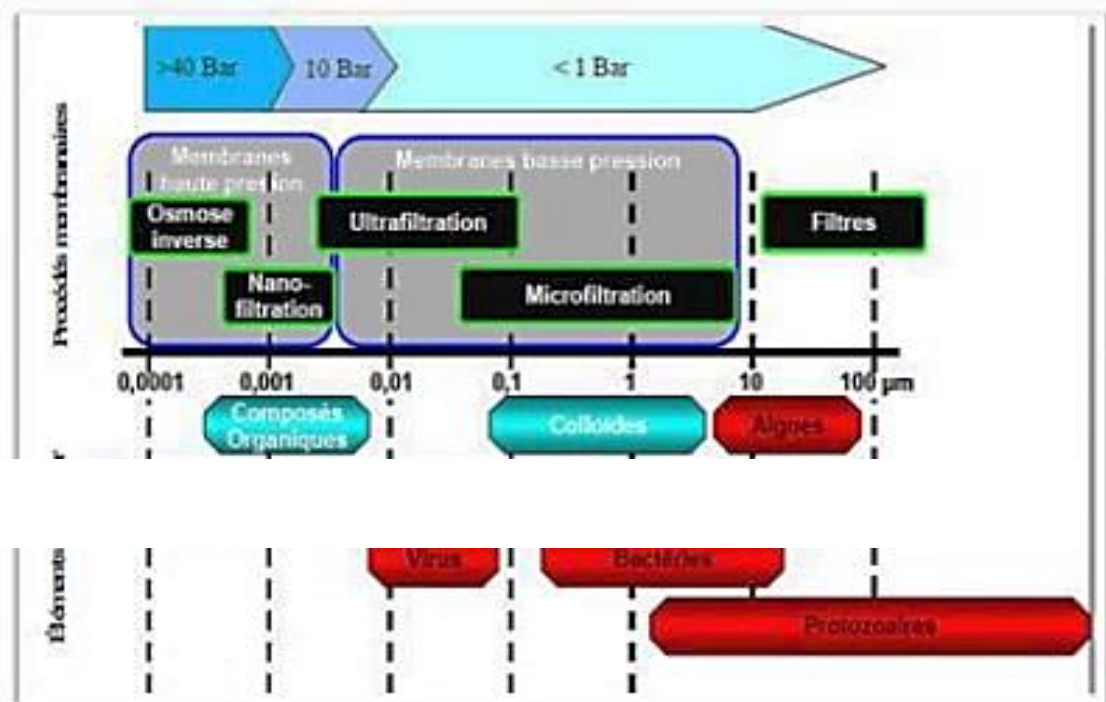 >40 Bar 10 Bar < 1 Bar
Procédés membranaires
Membranes
haute pression
Membranes basse pression
Osmose
inverse
Ultrafiltration
Filtres
Nano-
filtration
Microfiltration
0,0001 0,001 0,01 0,1 1 10 100 µm
Composés
Organiques
Colloïdes
Algues
Éléments
Virus
Bactéries
Protozoaires